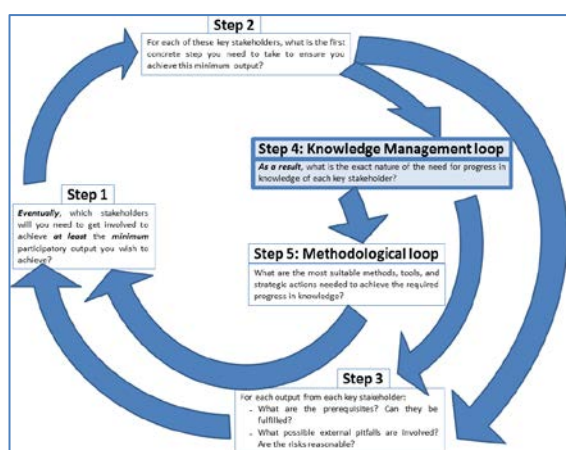 Step 2
For each of these key stakeholders, what is the first
concrete step you need to take to ensure you
achieve this minimum output?
Step 4: Knowledge Management loop
As a result, what is the exact nature of the need for progress in
knowledge of each key stakeholder?
Step 1
Eventually, which stakeholders
will you need to get involved to
achieve at least the minimum
participatory output you wish to
achieve?
Step 5: Methodological loop
What are the most suitable methods, tools, and
strategic actions needed to achieve the required
progress in knowledge?
Step 3
For each output from each key stakeholder:
- What are the prerequisites? Can they be
fulfilled?
- What possible external pitfalls are involved?
Are the risks reasonable?